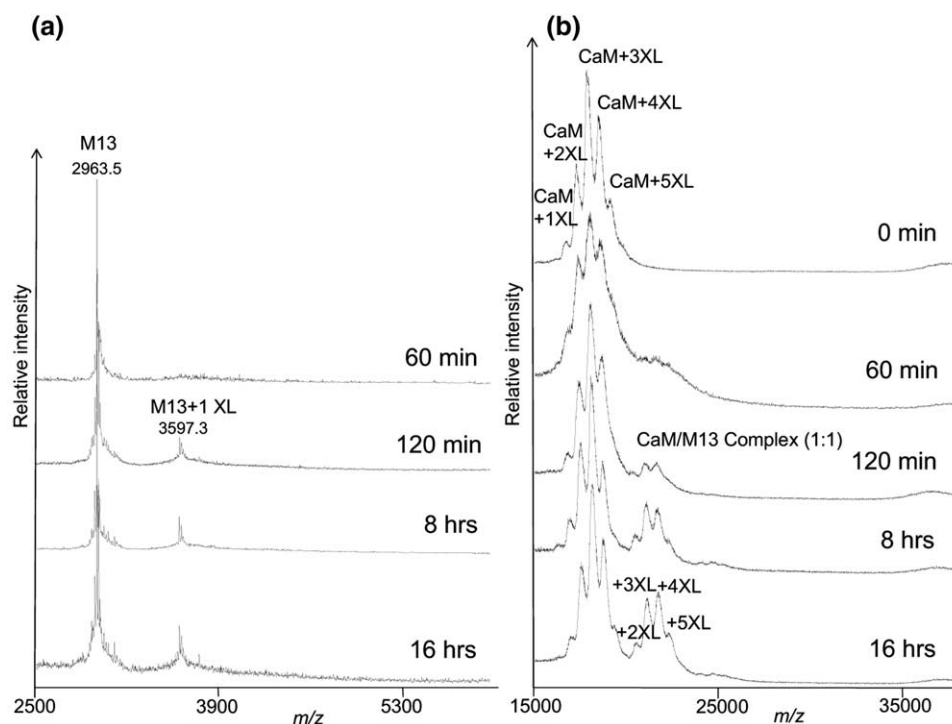 (a)
Relative intensity
M13
2963.5
60 min
M13+1 XL
3597.3
120 min
8 hrs
16 hrs
2500
3900
5300
m/z
(b)
Relative intensity
CaM+3XL
CaM+4XL
CaM
+2XL
CaM+5XL
CaM
+1XL
0 min
60 min
CaM/M13 Complex (1:1)
120 min
8 hrs
+3XL
+4XL
+2XL
+5XL
16 hrs
15000
25000
35000
m/z